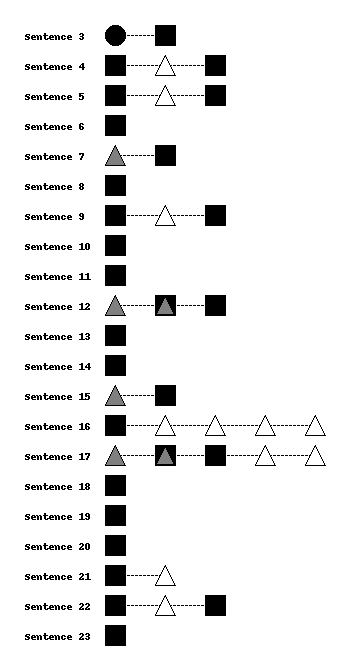 Sentence 3
Sentence 4
Sentence 5
Sentence 6
Sentence 7
Sentence 8
Sentence 9
Sentence 10
Sentence 11
Sentence 12
Sentence 13
Sentence 14
Sentence 15
Sentence 16
Sentence 17
Sentence 18
Sentence 19
Sentence 20
Sentence 21
Sentence 22
Sentence 23